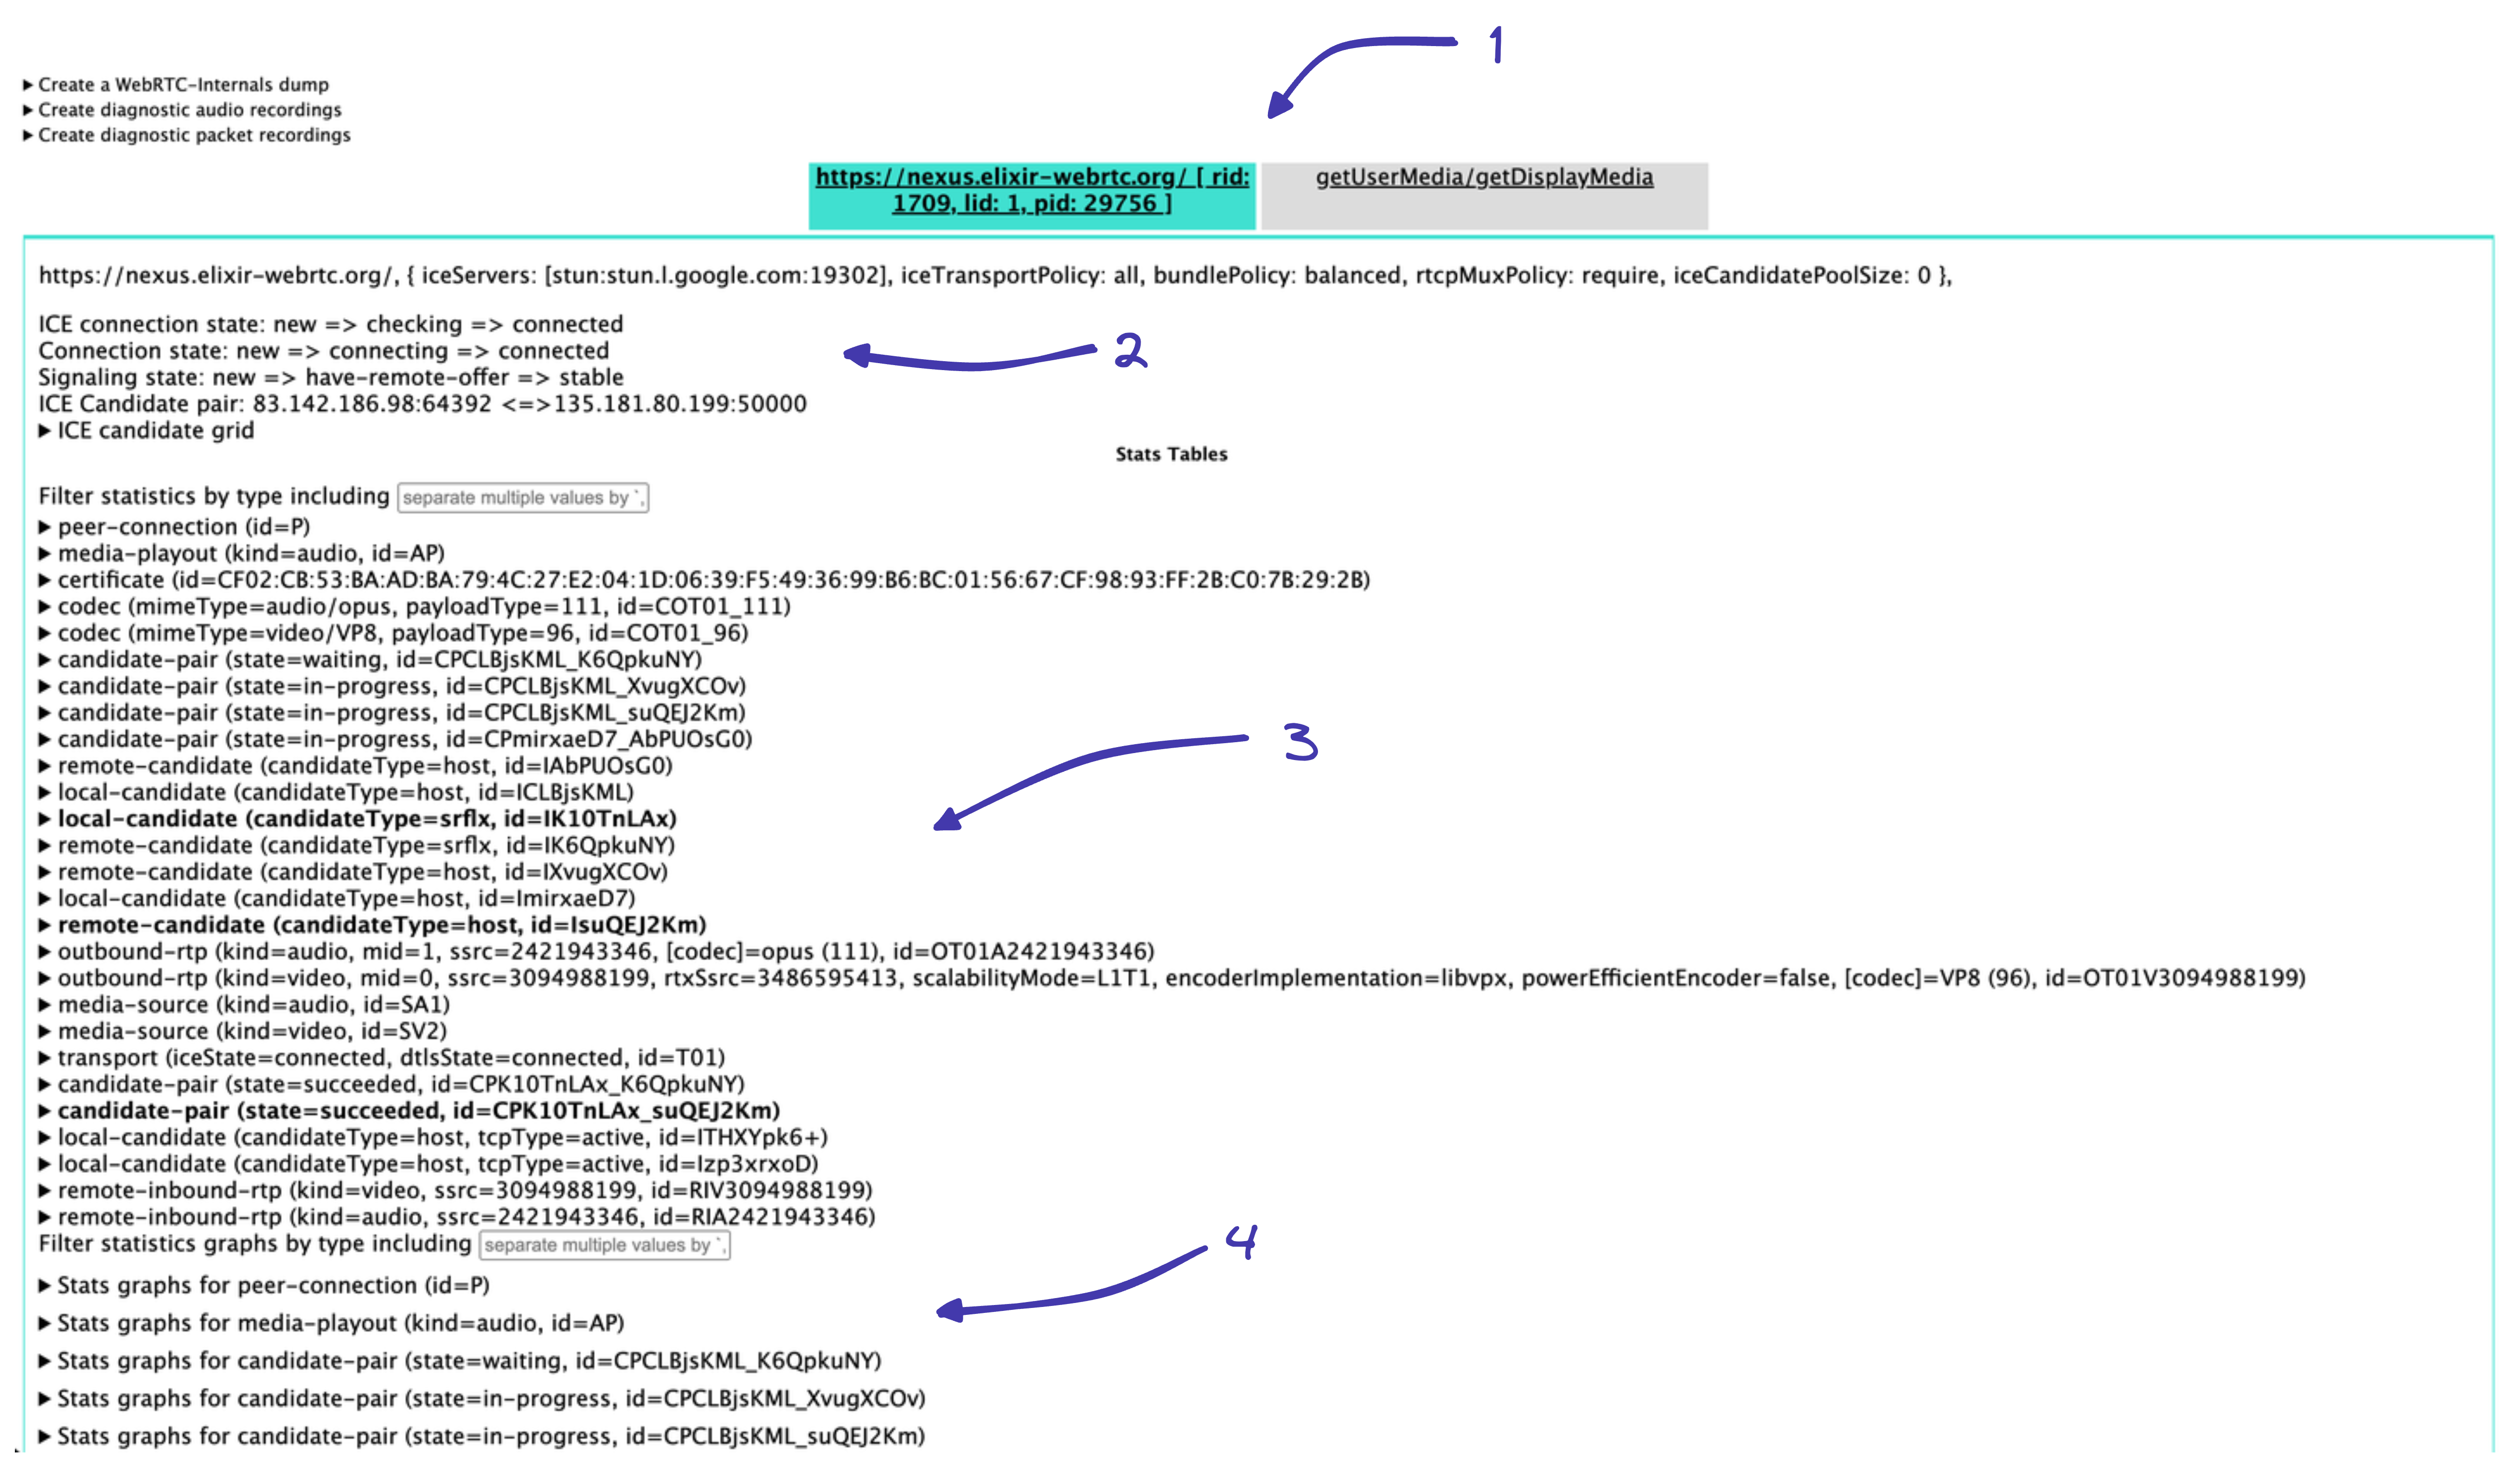 1
▶ Create a WebRTC-Internals dump
▶ Create diagnostic audio recordings
▶ Create diagnostic packet recordings
https://nexus.elixir-webrtc.org/ [ rid:
1709, lid: 1, pid: 29756 ]
getUserMedia/getDisplayMedia
https://nexus.elixir-webrtc.org/, { iceServers: [stun:stun.l.google.com:19302], iceTransportPolicy: all, bundlePolicy: balanced, rtcpMuxPolicy: require, iceCandidatePoolSize: 0 },
ICE connection state: new => checking => connected
Connection state: new => connecting => connected
2
Signaling state: new => have-remote-offer => stable
ICE Candidate pair: 83.142.186.98:64392 <=>135.181.80.199:50000
▶ ICE candidate grid
Stats Tables
Filter statistics by type including separate multiple values by `,
▶ peer-connection (id=P)
▶ media-playout (kind=audio, id=AP)
▶ certificate (id=CF02:CB:53:BA:AD:BA:79:4C:27:E2:04:1D:06:39:F5:49:36:99:B6:BC:01:56:67:CF:98:93:FF:2B:C0:7B:29:2B)
▶ codec (mimeType=audio/opus, payloadType=111, id=COT01_111)
▶ codec (mimeType=video/VP8, payloadType=96, id=COT01_96)
▶ candidate-pair (state=waiting, id=CPCLBjsKML_K6QpkuNY)
▶ candidate-pair (state=in-progress, id=CPCLBjsKML_XvugXCOv)
▶ candidate-pair (state=in-progress, id=CPCLBjsKML_suQEJ2Km)
▶ candidate-pair (state=in-progress, id=CPmirxaeD7_AbPUOsG0)
3
▶ remote-candidate (candidateType=host, id=IAbPUOsG0)
▶ local-candidate (candidateType=host, id=ICLBjsKML)
▶ local-candidate (candidateType=srflx, id=IK10TnLAx)
▶ remote-candidate (candidateType=srflx, id=IK6QpkuNY)
▶ remote-candidate (candidateType=host, id=IXvugXCOv)
▶ local-candidate (candidateType=host, id=ImirxaeD7)
▶ remote-candidate (candidateType=host, id=IsuQEJ2Km)
▶ outbound-rtp (kind=audio, mid=1, ssrc=2421943346, [codec]=opus (111), id=OT01A2421943346)
▶ outbound-rtp (kind=video, mid=0, ssrc=3094988199, rtxSsrc=3486595413, scalabilityMode=L1T1, encoderImplementation=libvpx, powerEfficientEncoder=false, [codec]=VP8 (96), id=OT01V3094988199)
▶ media-source (kind=audio, id=SA1)
▶ media-source (kind=video, id=SV2)
▶ transport (iceState=connected, dtlsState=connected, id=T01)
▶ candidate-pair (state=succeeded, id=CPK10TnLAx_K6QpkuNY)
▶ candidate-pair (state=succeeded, id=CPK10TnLAx_suQEJ2Km)
▶ local-candidate (candidateType=host, tcpType=active, id=ITHXYpk6+)
▶ local-candidate (candidateType=host, tcpType=active, id=Izp3xrxoD)
▶ remote-inbound-rtp (kind=video, ssrc=3094988199, id=RIV3094988199)
▶ remote-inbound-rtp (kind=audio, ssrc=2421943346, id=RIA2421943346)
Filter statistics graphs by type including separate multiple values by `,
4
▶ Stats graphs for peer-connection (id=P)
▶ Stats graphs for media-playout (kind=audio, id=AP)
▶ Stats graphs for candidate-pair (state=waiting, id=CPCLBjsKML_K6QpkuNY)
▶ Stats graphs for candidate-pair (state=in-progress, id=CPCLBjsKML_XvugXCOv)
▶ Stats graphs for candidate-pair (state=in-progress, id=CPCLBjsKML_suQEJ2Km)